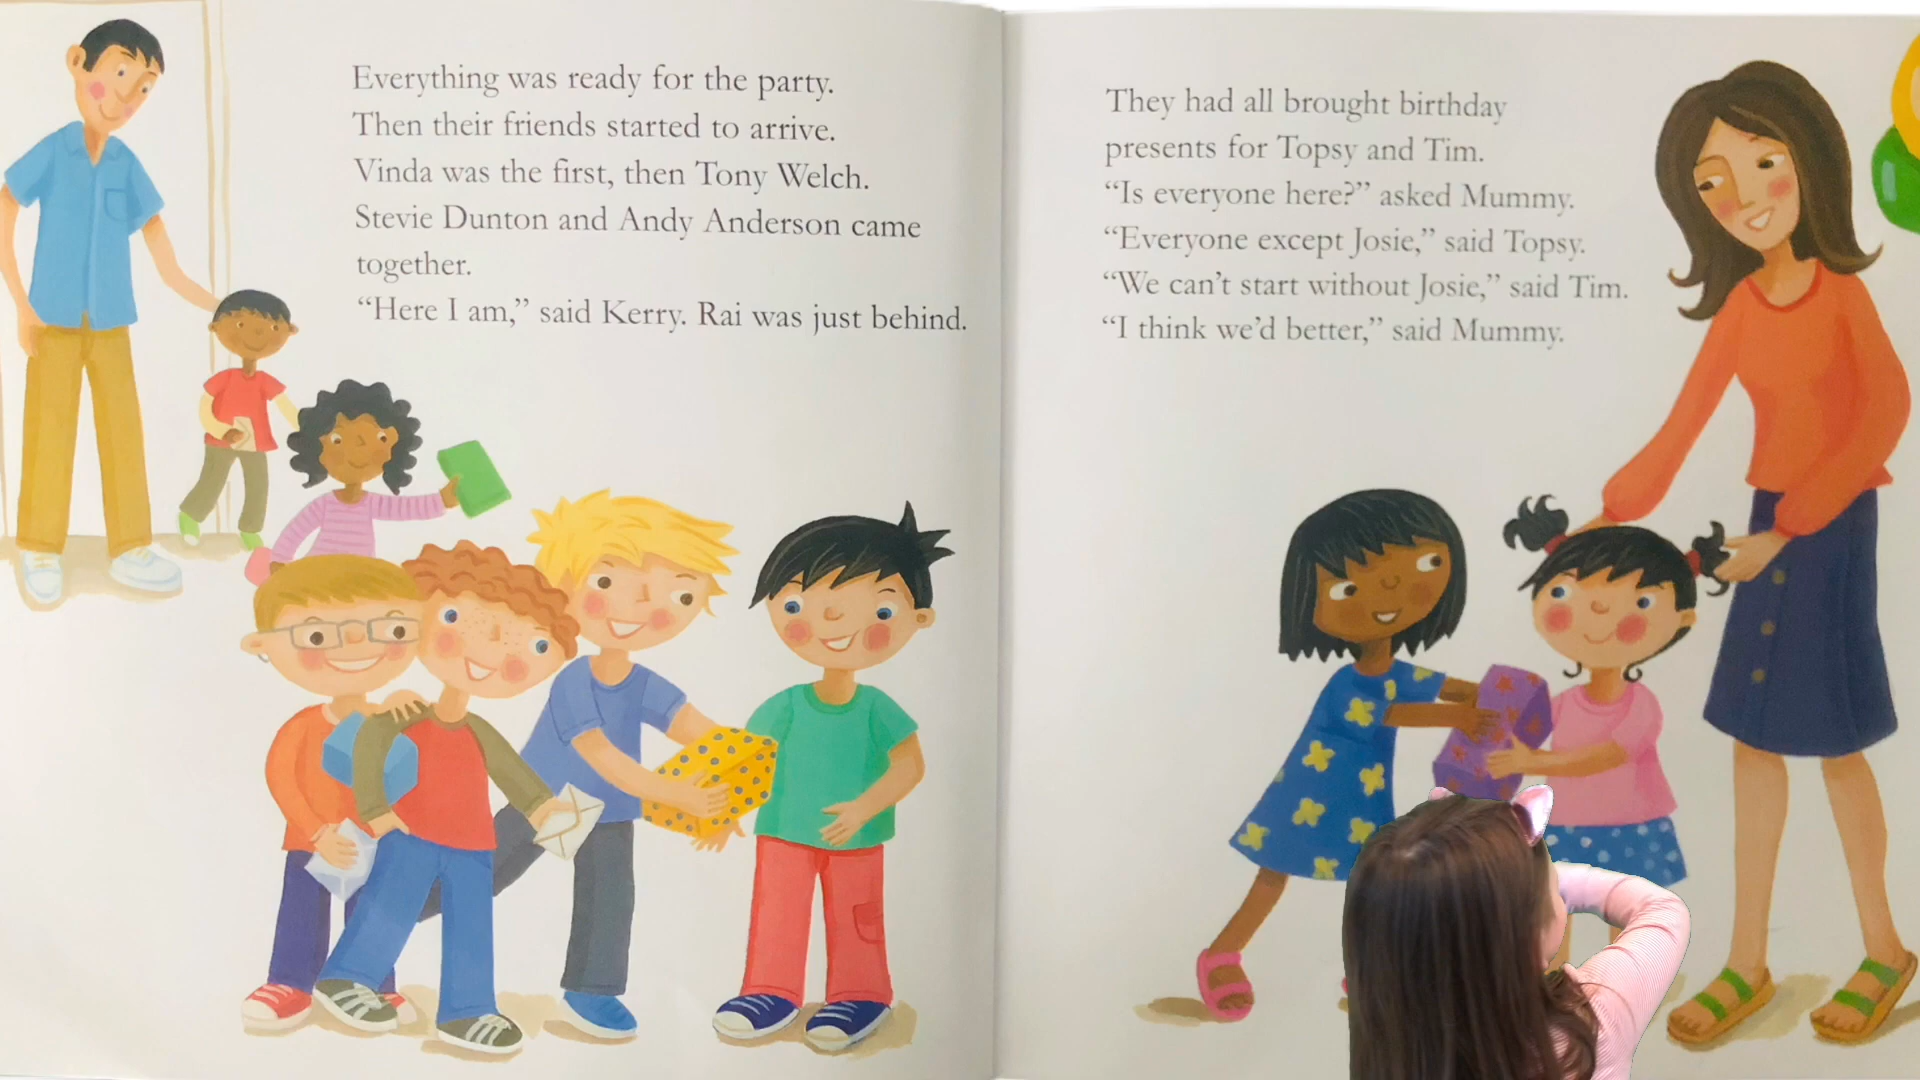 Everything was ready for the party.
Then their friends started to arrive.
Vinda was the first, then Tony Welch.
Stevie Dunton and Andy Anderson came
together.
“Here I am,” said Kerry. Rai was just behind.
They had all brought birthday
presents for Topsy and Tim.
“Is everyone here?” asked Mummy.
“Everyone except Josie,” said Topsy.
“We can’t start without Josie,” said Tim.
“I think we’d better,” said Mummy.